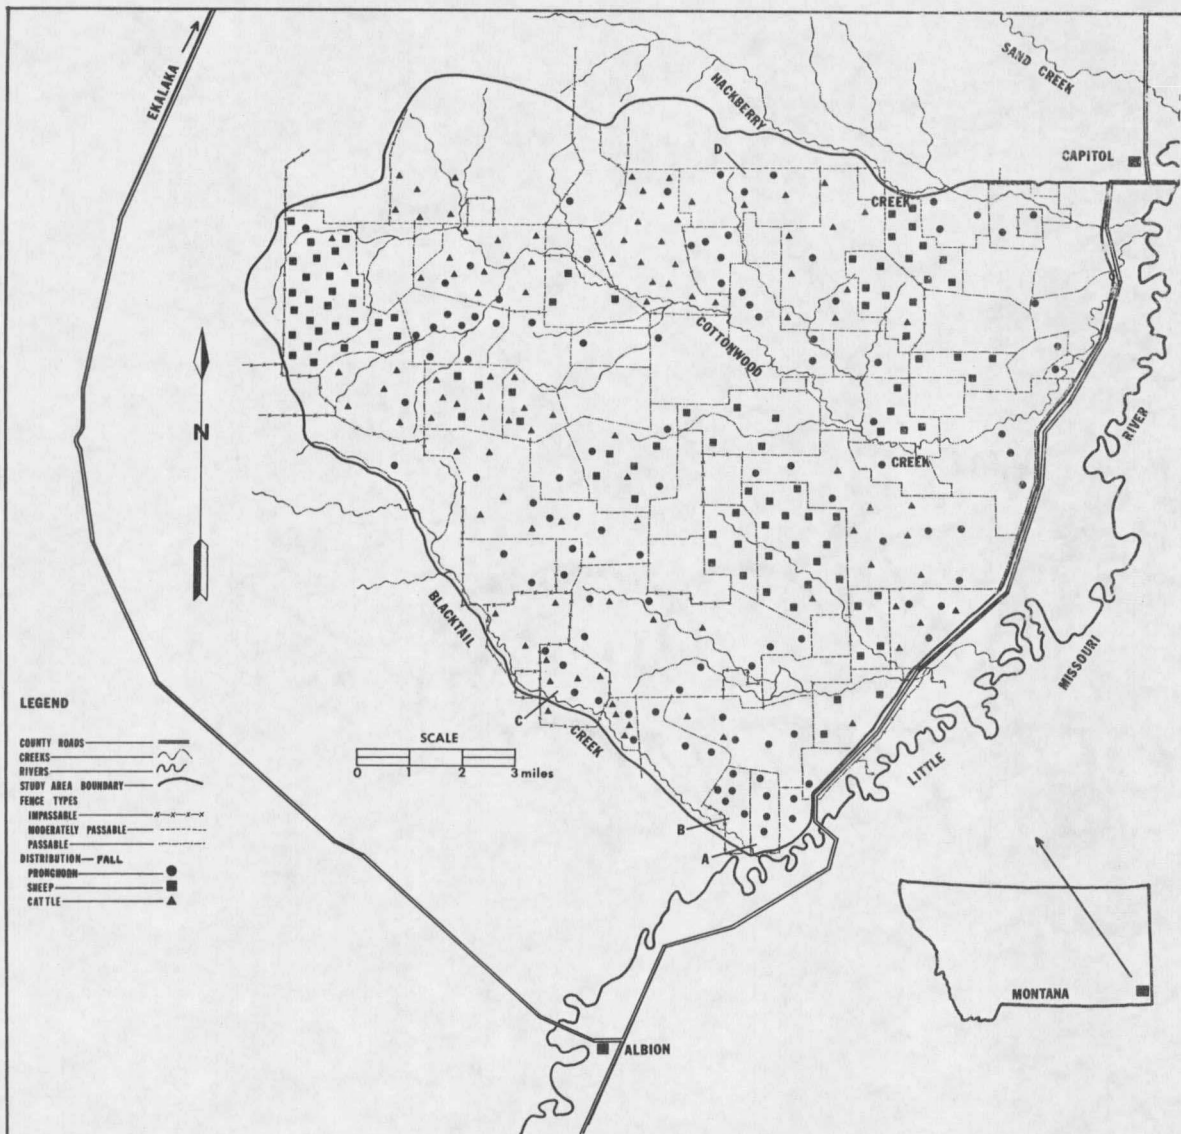 EKALAKA
SAND CREEK
HACKBERRY
CREEK
CAPITOL
D
COTTONWOOD
CREEK
RIVER
N
BLACKTAIL
CREEK
MISSOURI
LITTLE
C
B
A
LEGEND
COUNTY ROADS
CREEKS
RIVERS
STUDY AREA BOUNDARY
FENCE TYPES
IMPASSABLE
MODERATELY PASSABLE
PASSABLE
DISTRIBUTION — FALL
PRONGHORN
SHEEP
CATTLE
SCALE
0 1 2 3 miles
MONTANA
ALBION